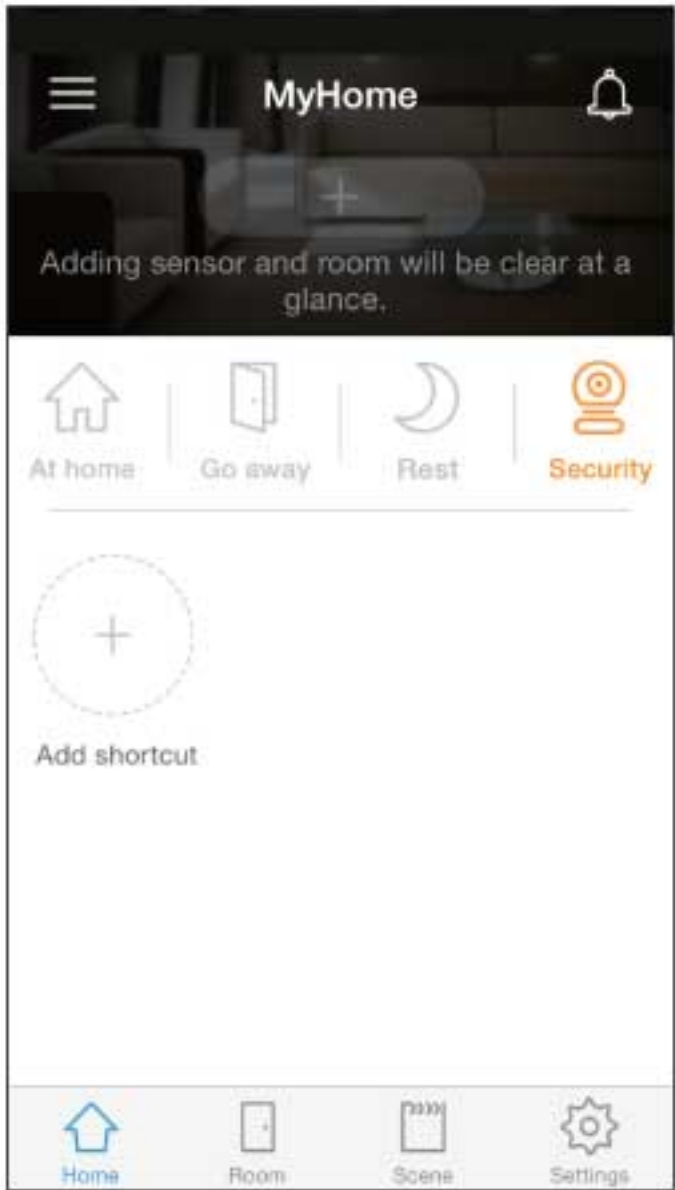 MyHome
Adding sensor and room will be clear at a
glance.
At home
Go away
Rest
Security
Add shortcut
Home
Room
Scene
Settings